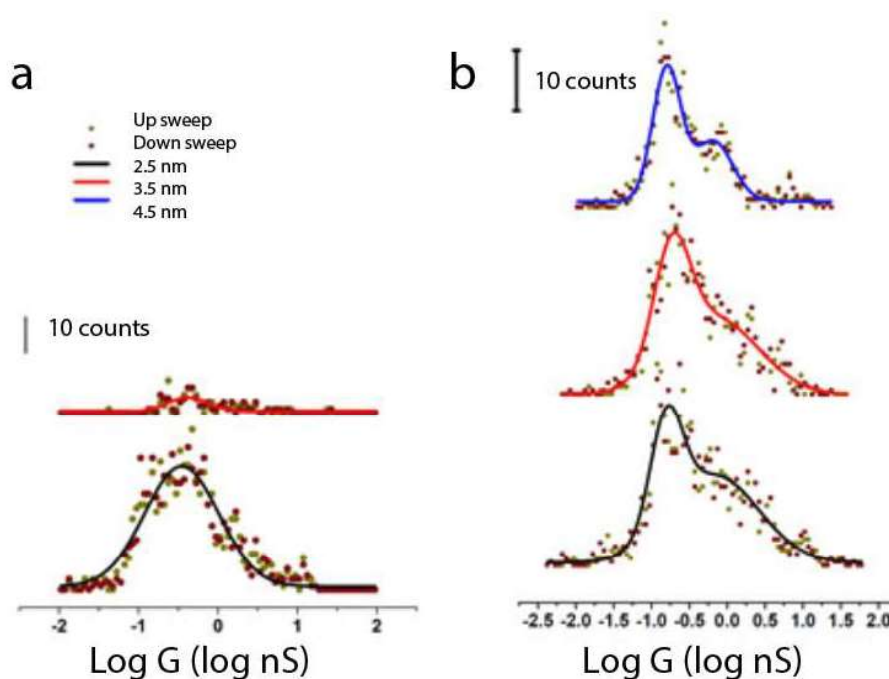 a
Up sweep
Down sweep
2.5 nm
3.5 nm
4.5 nm
10 counts
-2 -1 0 1 2
Log G (log nS)
b
10 counts
-2.5 -2.0 -1.5 -1.0 -0.5 0.0 0.5 1.0 1.5 2.0
Log G (log nS)